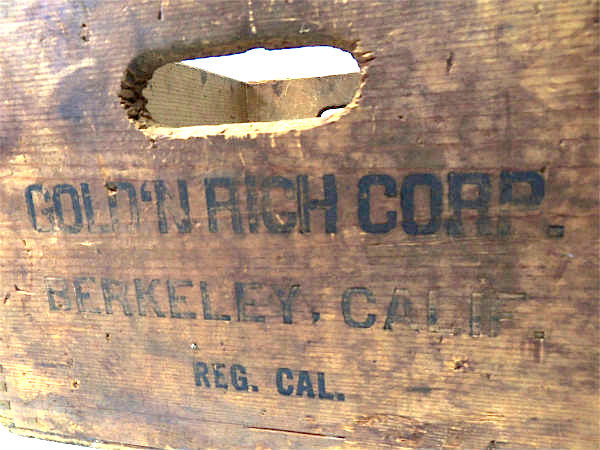 GOLD'N RICH CORP.
BERKELEY, CALIF.
REG. CAL.